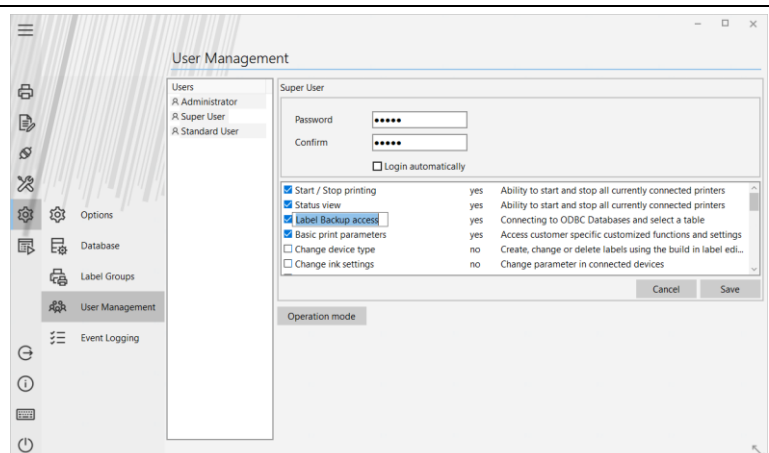 User Management
Users
Administrator
Super User
Standard User
Super User
Password
Confirm
Login automatically
Start / Stop printing yes Ability to start and stop all currently connected printers
Status view yes Ability to start and stop all currently connected printers
Label Backup access yes Connecting to ODBC Databases and select a table
Basic print parameters yes Access customer specific customized functions and settings
Change device type no Create, change or delete labels using the build in label edi...
Change ink settings no Change parameter in connected devices
Cancel Save
Operation mode
Options
Database
Label Groups
User Management
Event Logging